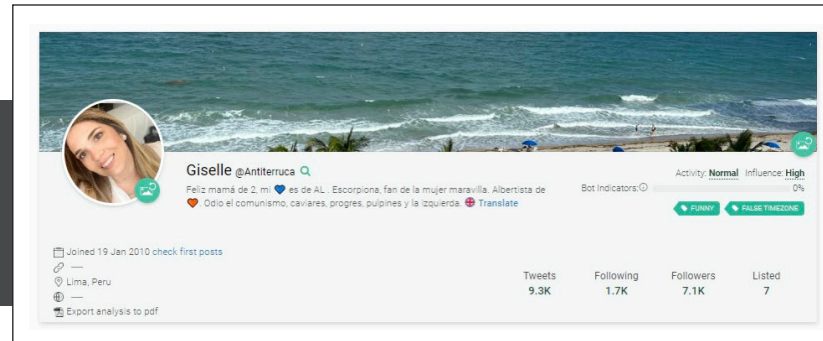 Giselle @Antiterruca
Feliz mamá de 2, mi 💙 es de AL . Escorpiona, fan de la mujer maravilla. Albertista de
🧡. Odio el comunismo, caviares, progres, pulpines y la izquierda. Translate
Activity: Normal Influence: High
Bot Indicators: 0%
FUNNY FALSE TIMEZONE
Joined 19 Jan 2010 check first posts
—
Lima, Peru
—
Export analysis to pdf
Tweets Following Followers Listed
9.3K 1.7K 7.1K 7